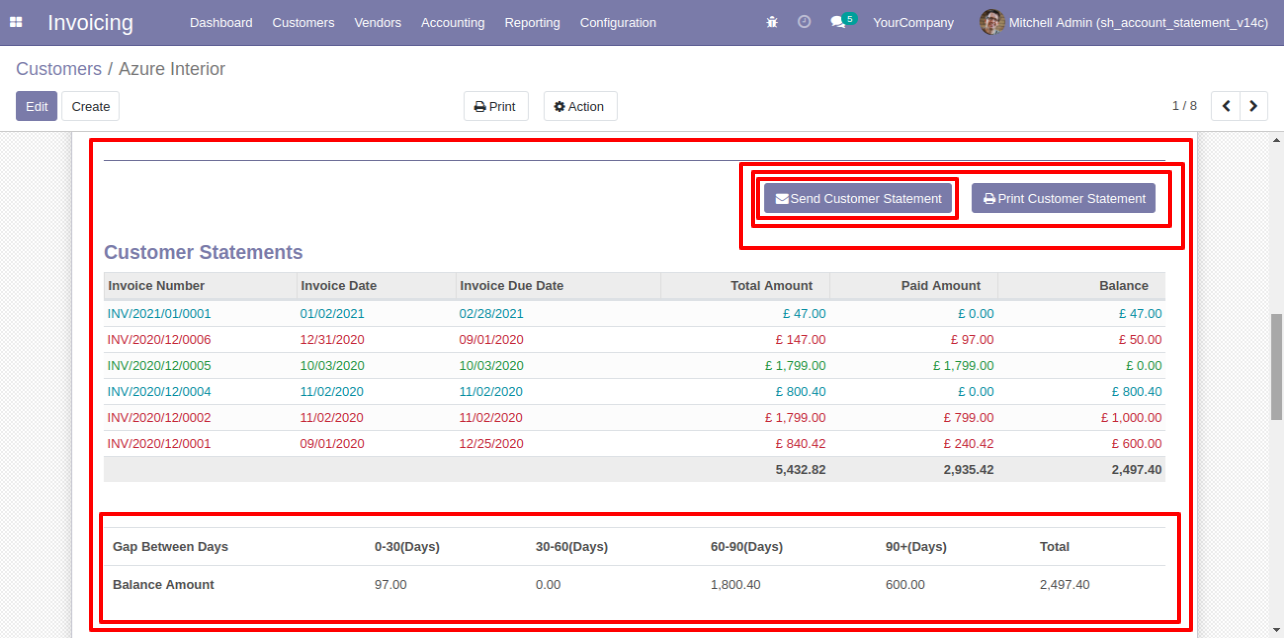 Invoicing Dashboard Customers Vendors Accounting Reporting Configuration 5 YourCompany Mitchell Admin (sh_account_statement_v14c)
Customers / Azure Interior
Edit Create Print Action 1 / 8
Send Customer Statement Print Customer Statement
Customer Statements
Invoice Number Invoice Date Invoice Due Date Total Amount Paid Amount Balance
INV/2021/01/0001 01/02/2021 02/28/2021 £ 47.00 £ 0.00 £ 47.00
INV/2020/12/0006 12/31/2020 09/01/2020 £ 147.00 £ 97.00 £ 50.00
INV/2020/12/0005 10/03/2020 10/03/2020 £ 1,799.00 £ 1,799.00 £ 0.00
INV/2020/12/0004 11/02/2020 11/02/2020 £ 800.40 £ 0.00 £ 800.40
INV/2020/12/0002 11/02/2020 11/02/2020 £ 1,799.00 £ 799.00 £ 1,000.00
INV/2020/12/0001 09/01/2020 12/25/2020 £ 840.42 £ 240.42 £ 600.00
5,432.82 2,935.42 2,497.40
Gap Between Days 0-30(Days) 30-60(Days) 60-90(Days) 90+(Days) Total
Balance Amount 97.00 0.00 1,800.40 600.00 2,497.40